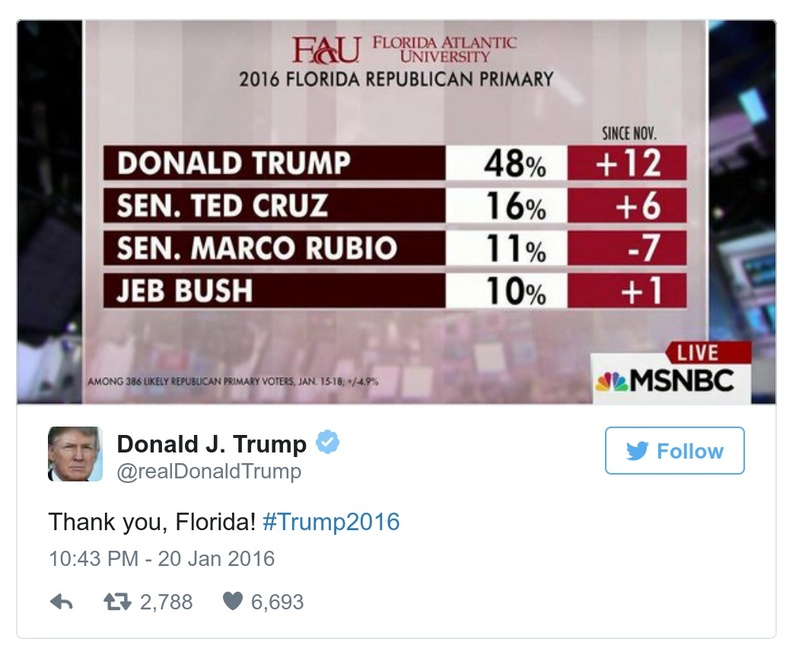 FAU FLORIDA ATLANTIC
UNIVERSITY
2016 FLORIDA REPUBLICAN PRIMARY
SINCE NOV.
DONALD TRUMP 48% +12
SEN. TED CRUZ 16% +6
SEN. MARCO RUBIO 11% -7
JEB BUSH 10% +1
AMONG 386 LIKELY REPUBLICAN PRIMARY VOTERS, JAN. 15-18; +/-4.9%
LIVE
MSNBC
Donald J. Trump
@realDonaldTrump
Follow
Thank you, Florida! #Trump2016
10:43 PM - 20 Jan 2016
2,788 6,693